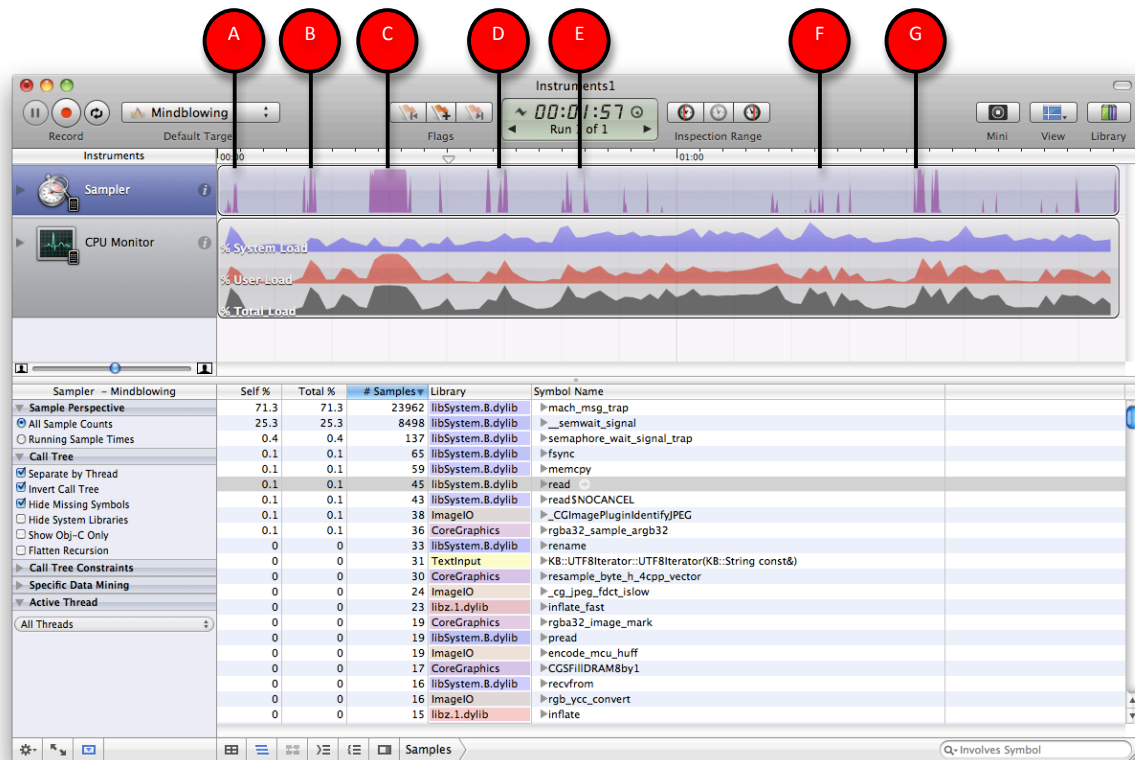 A B C D E F G
Instruments1
Mindblowing
00:01:57
Run 1 of 1
Record Default Target Flags Inspection Range Mini View Library
Instruments 00:00 01:00
Sampler
CPU Monitor
% System Load
% User Load
% Total Load
Sampler – Mindblowing Self % Total % # Samples Library Symbol Name
Sample Perspective 71.3 71.3 23962 libSystem.B.dylib mach_msg_trap
All Sample Counts 25.3 25.3 8498 libSystem.B.dylib __semwait_signal
Running Sample Times 0.4 0.4 137 libSystem.B.dylib semaphore_wait_signal_trap
Call Tree 0.1 0.1 65 libSystem.B.dylib fsync
Separate by Thread 0.1 0.1 59 libSystem.B.dylib memcpy
Invert Call Tree 0.1 0.1 45 libSystem.B.dylib read
Hide Missing Symbols 0.1 0.1 43 libSystem.B.dylib read$NOCANCEL
Hide System Libraries 0.1 0.1 38 ImageIO _CGImagePluginIdentifyJPEG
Show Obj-C Only 0.1 0.1 36 CoreGraphics rgba32_sample_argb32
Flatten Recursion 0 0 33 libSystem.B.dylib rename
Call Tree Constraints 0 0 31 TextInput KB::UTF8Iterator::UTF8Iterator(KB::String const&)
Specific Data Mining 0 0 30 CoreGraphics resample_byte_h_4cpp_vector
Active Thread 0 0 24 ImageIO _cg_jpeg_fdct_islow
All Threads 0 0 23 libz.1.dylib inflate_fast
0 0 19 CoreGraphics rgba32_image_mark
0 0 19 libSystem.B.dylib pread
0 0 19 ImageIO encode_mcu_huff
0 0 17 CoreGraphics CGSFillDRAM8by1
0 0 16 libSystem.B.dylib recvfrom
0 0 16 ImageIO rgb_ycc_convert
0 0 15 libz.1.dylib inflate
Samples Involves Symbol